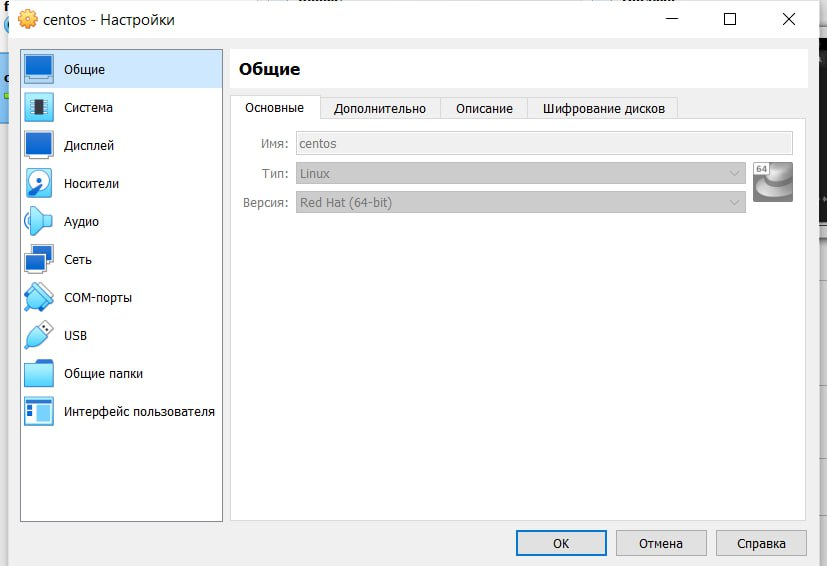 centos - Настройки
Общие
Система
Дисплей
Носители
Аудио
Сеть
COM-порты
USB
Общие папки
Интерфейс пользователя
Общие
Основные
Дополнительно
Описание
Шифрование дисков
Имя: centos
Тип: Linux
64
Версия: Red Hat (64-bit)
OK
Отмена
Справка